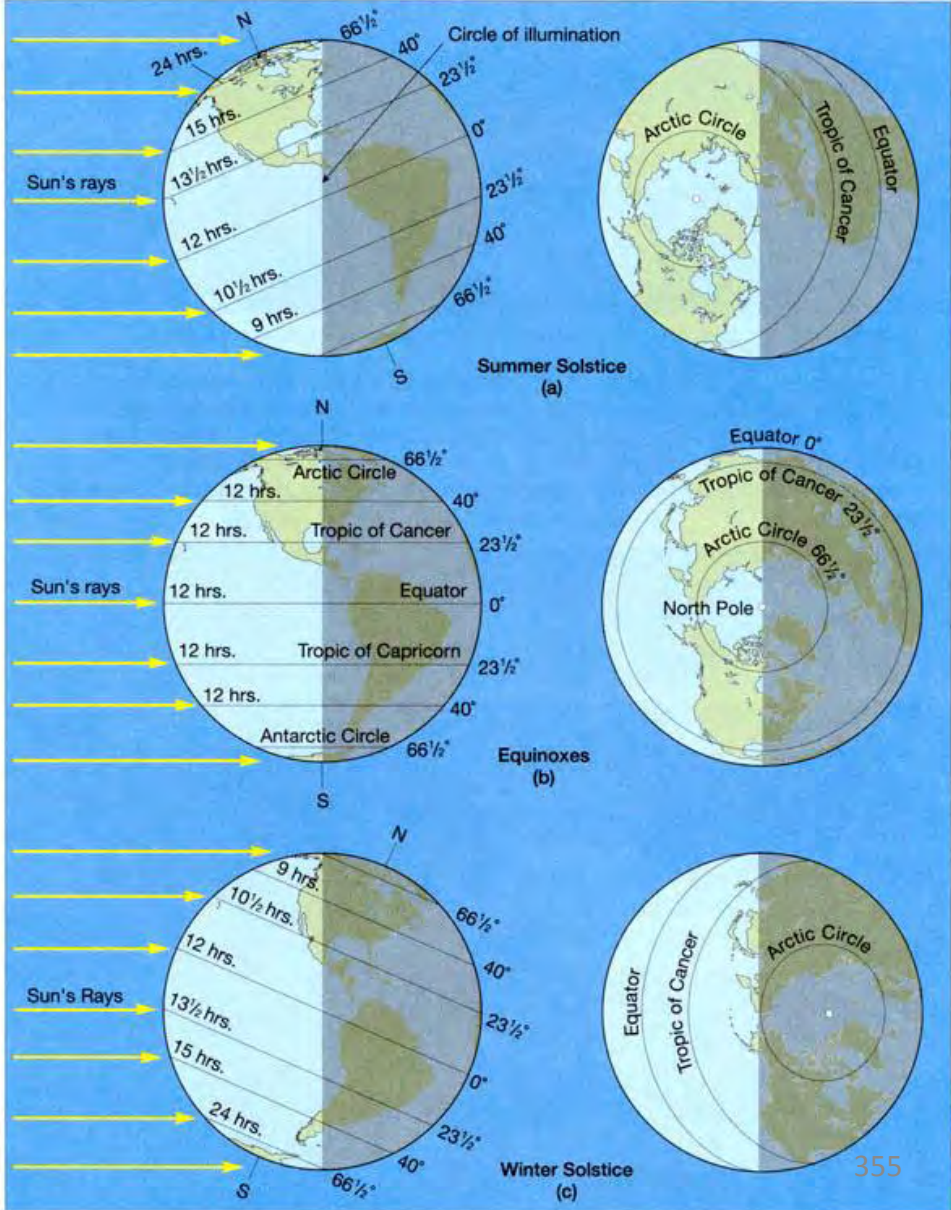 N
66½°
40°
Circle of illumination
24 hrs.
23½°
15 hrs.
0°
13½ hrs.
Sun's rays
23½°
12 hrs.
40°
10½ hrs.
66½°
9 hrs.
S
Arctic Circle
Tropic of Cancer
Equator
Summer Solstice
(a)
N
66½°
Arctic Circle
12 hrs.
40°
12 hrs.
Tropic of Cancer
23½°
Sun's rays
12 hrs.
Equator
0°
12 hrs.
Tropic of Capricorn
23½°
12 hrs.
40°
Antarctic Circle
66½°
S
Equator 0°
Tropic of Cancer 23½°
Arctic Circle 66½°
North Pole
Equinoxes
(b)
N
9 hrs.
66½°
10½ hrs.
40°
12 hrs.
23½°
Sun's Rays
13½ hrs.
0°
15 hrs.
23½°
24 hrs.
40°
66½°
S
Equator
Tropic of Cancer
Arctic Circle
Winter Solstice
(c)
355